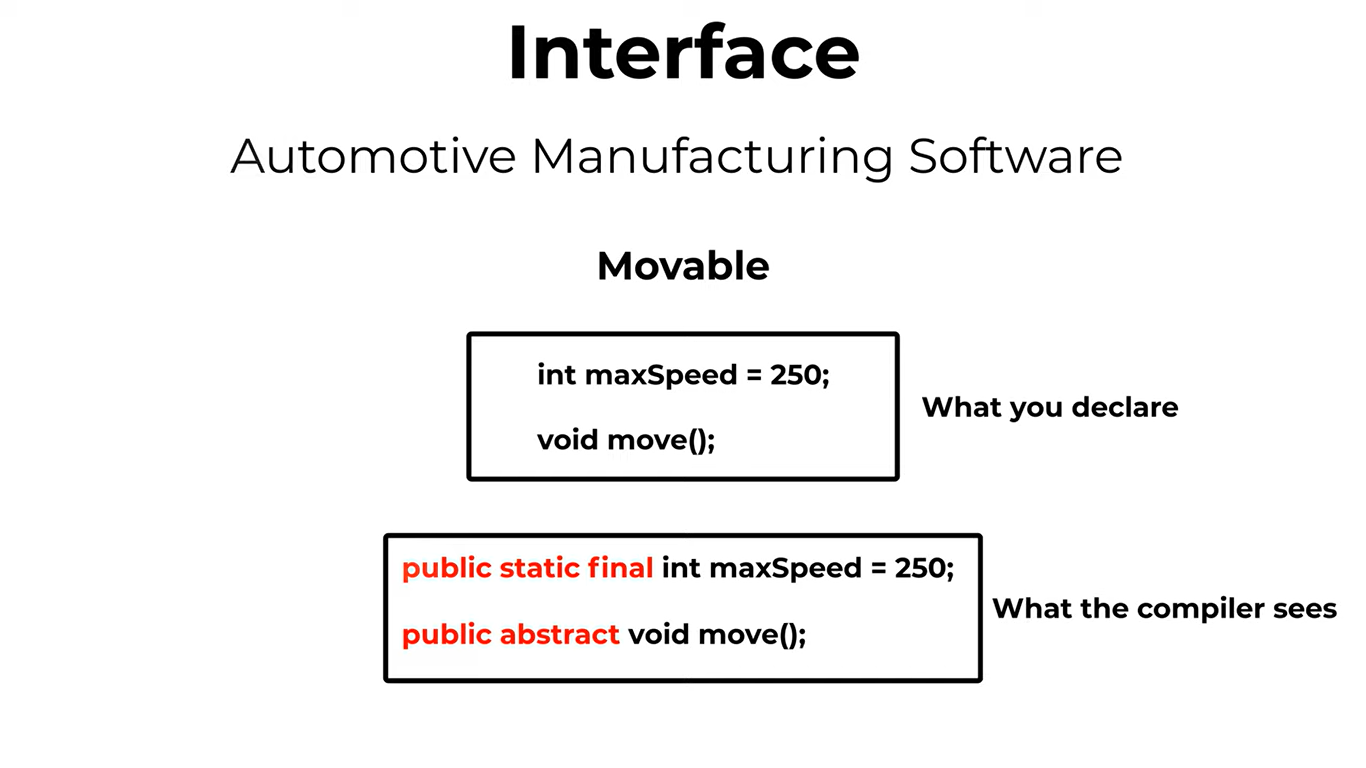 Interface
Automotive Manufacturing Software
Movable
int maxSpeed = 250;
void move();
What you declare
public static final int maxSpeed = 250;
public abstract void move();
What the compiler sees